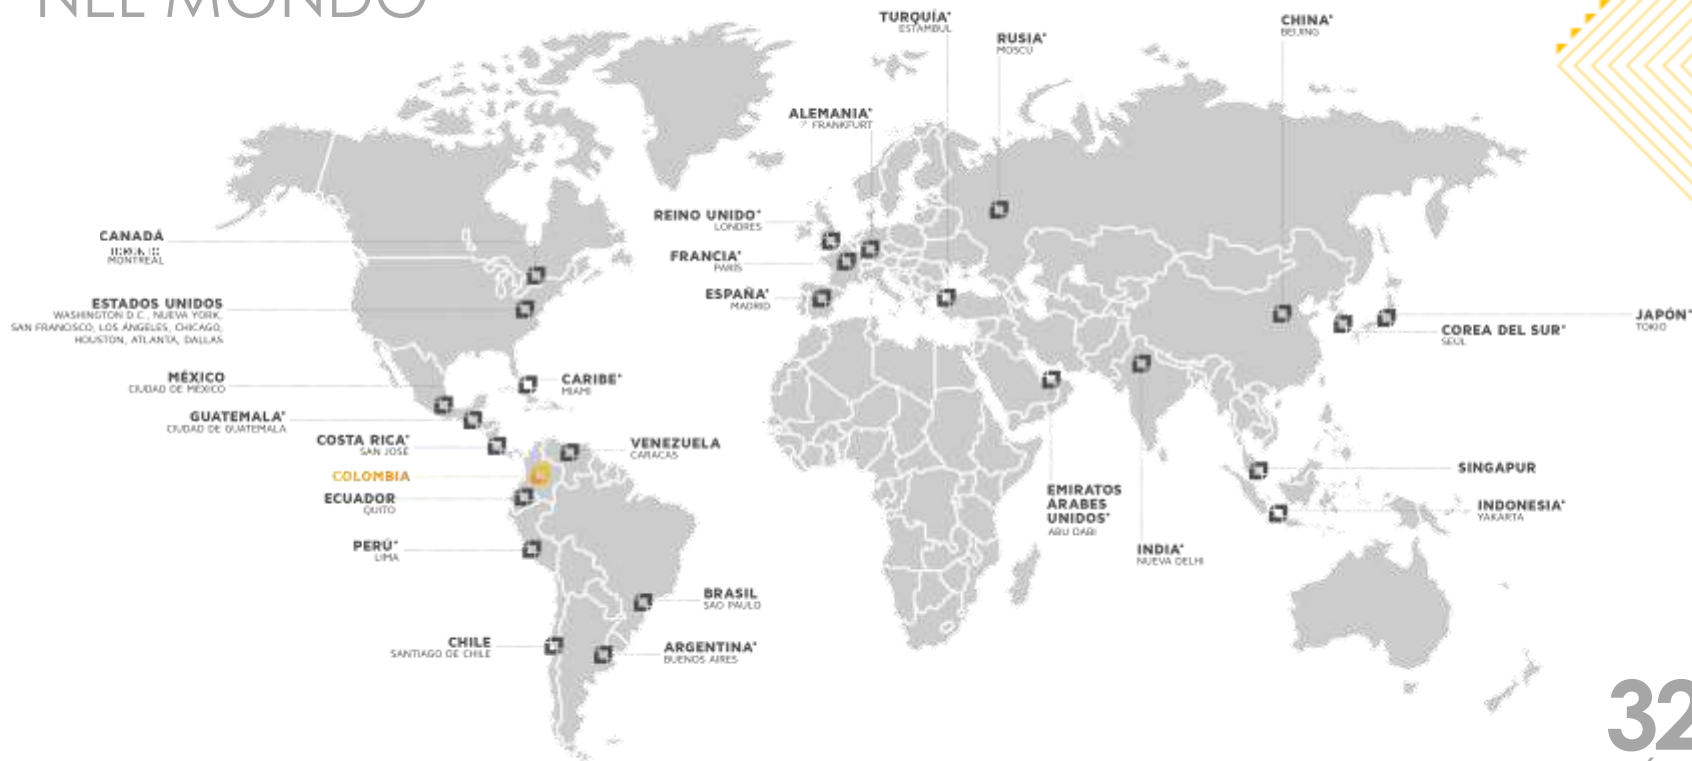 NEL MONDO
TURQUÍA*
ESTAMBUL
RUSIA*
MOSCÚ
CHINA*
BEIJING
ALEMANIA*
FRANKFURT
REINO UNIDO*
LONDRES
FRANCIA*
PARÍS
ESPAÑA*
MADRID
CANADÁ
MONTREAL
ESTADOS UNIDOS
WASHINGTON D.C., NUEVA YORK,
SAN FRANCISCO, LOS ÁNGELES, CHICAGO,
HOUSTON, ATLANTA, DALLAS
MÉXICO
CIUDAD DE MÉXICO
GUATEMALA*
CIUDAD DE GUATEMALA
COSTA RICA*
SAN JOSÉ
COLOMBIA
ECUADOR
QUITO
PERÚ*
LIMA
CHILE
SANTIAGO DE CHILE
CARIBE*
MIAMI
VENEZUELA
CARACAS
BRASIL
SAO PAULO
ARGENTINA*
BUENOS AIRES
EMIRATOS
ÁRABES
UNIDOS*
ABU DABI
INDIA*
NUEVA DELHI
JAPÓN*
TOKIO
COREA DEL SUR*
SEÚL
SINGAPUR
INDONESIA*
YAKARTA
32